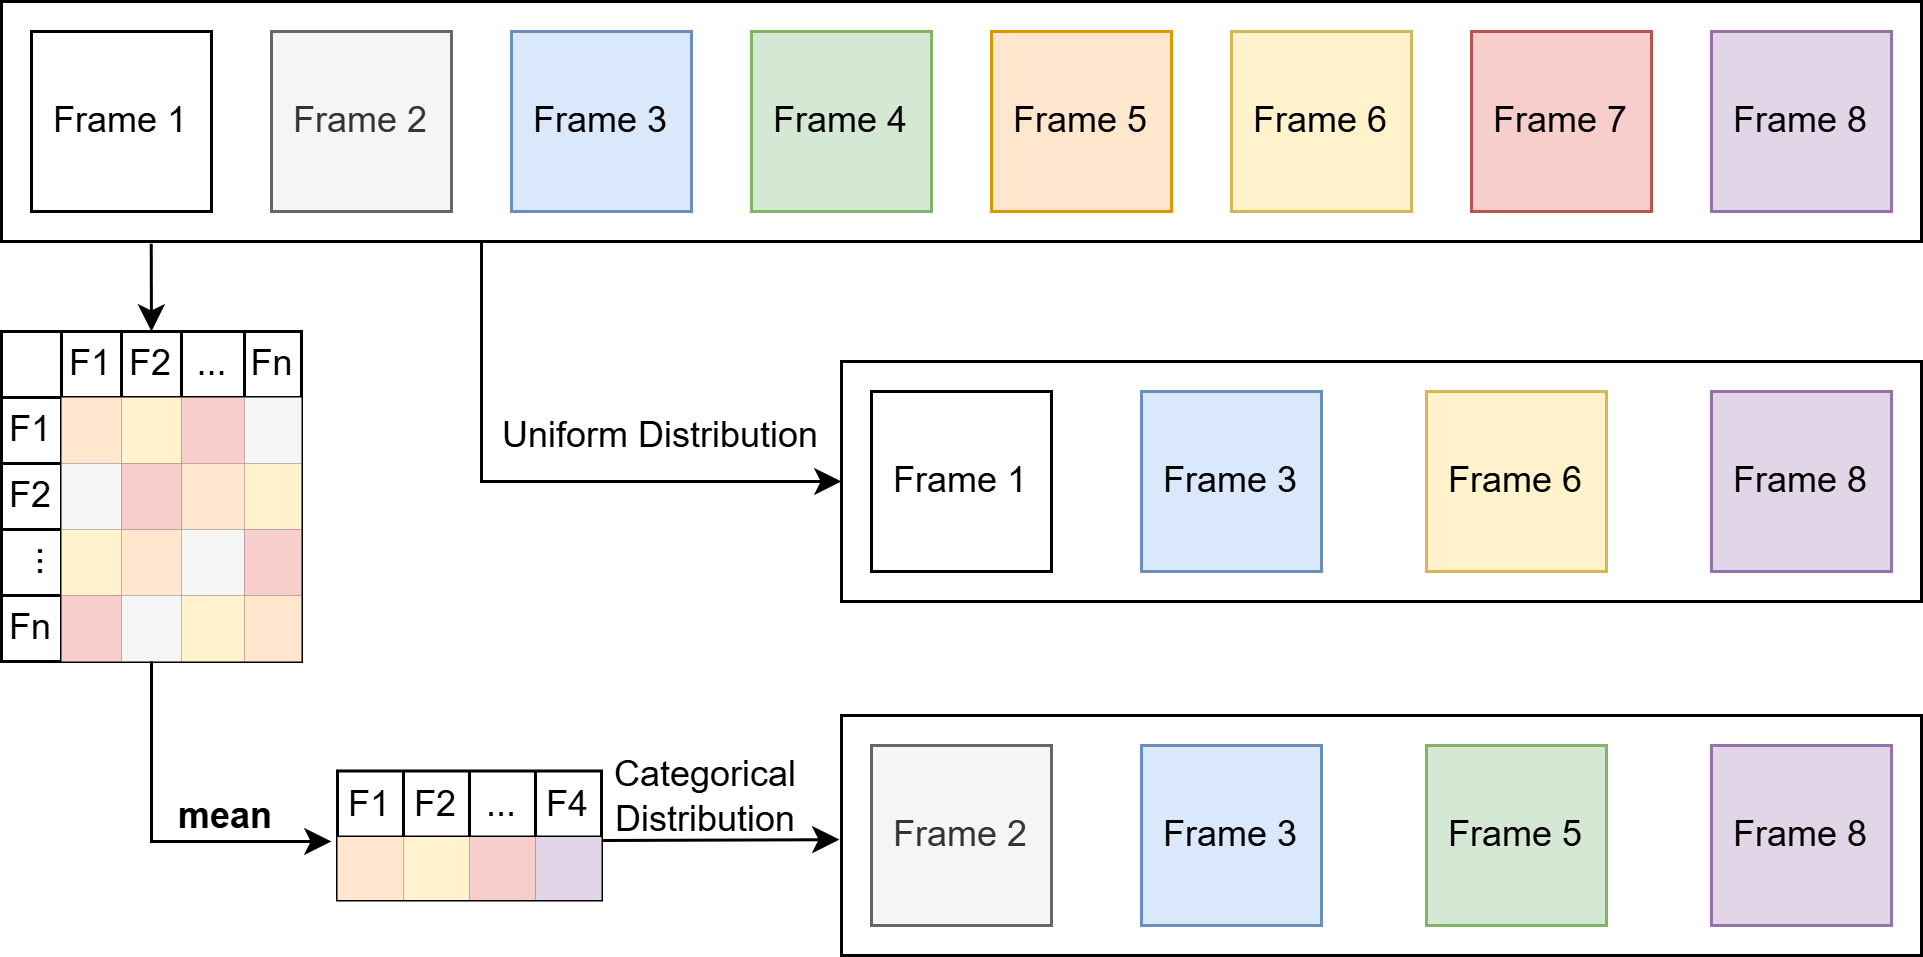 Frame 1 Frame 2 Frame 3 Frame 4 Frame 5 Frame 6 Frame 7 Frame 8
F1 F2 ... Fn
F1
F2
...
Fn
Uniform Distribution
Frame 1 Frame 3 Frame 6 Frame 8
mean
F1 F2 ... F4
Categorical
Distribution
Frame 2 Frame 3 Frame 5 Frame 8